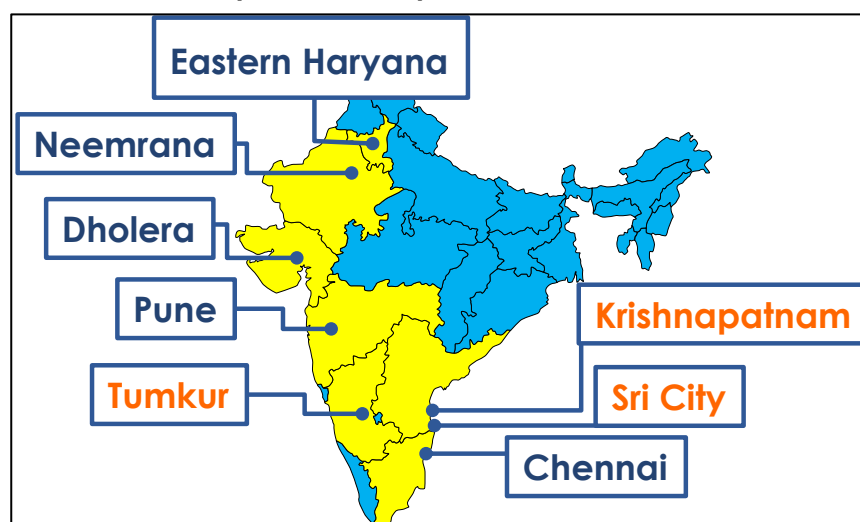 Eastern Haryana
Neemrana
Dholera
Pune
Krishnapatnam
Tumkur
Sri City
Chennai